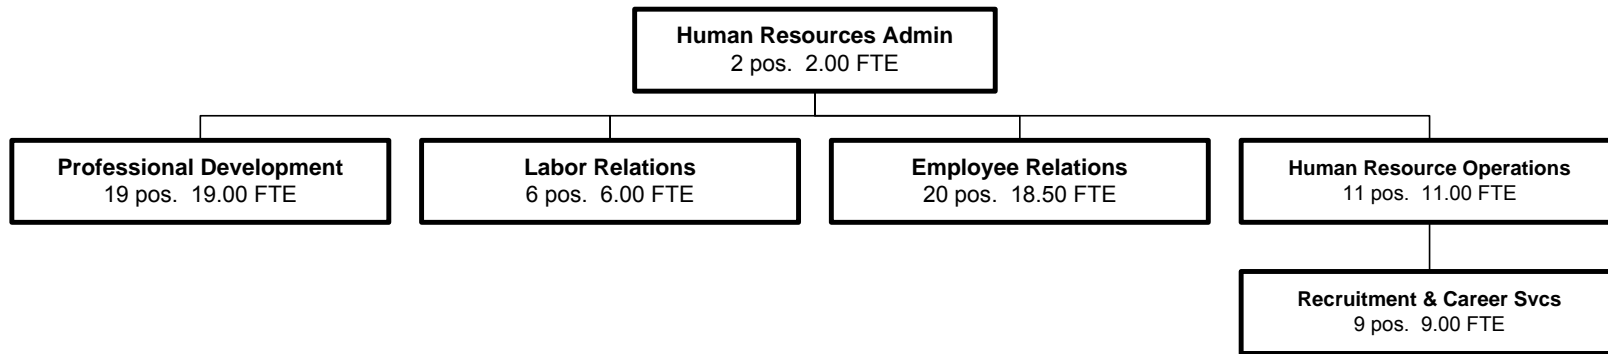 Human Resources Admin
2 pos.  2.00 FTE
Professional Development
19 pos.  19.00 FTE
Labor Relations
6 pos.  6.00 FTE
Employee Relations
20 pos.  18.50 FTE
Human Resource Operations
11 pos.  11.00 FTE
Recruitment & Career Svcs
9 pos.  9.00 FTE